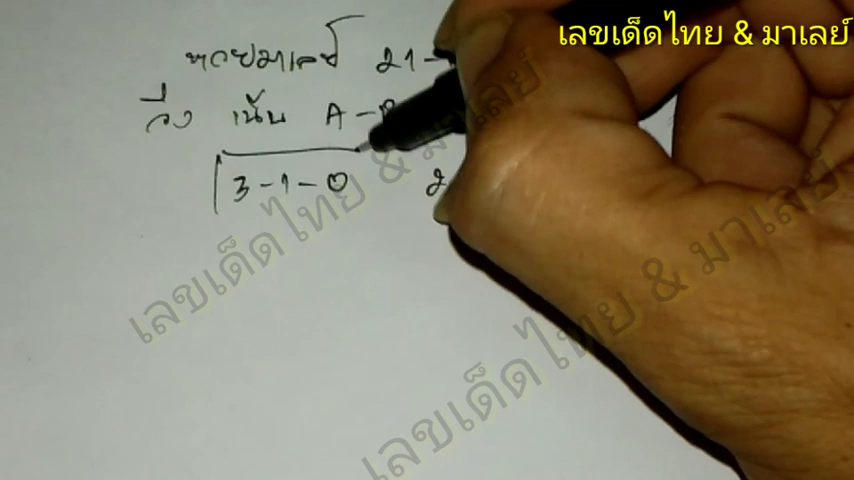 เลขเด็ดไทย & มาเลย์
หวยมาเลย์ 21-
วิ่ง เน้น A-B
3-1-0 2
เลขเด็ดไทย & มาเลย์
เลขเด็ดไทย & มาเลย์